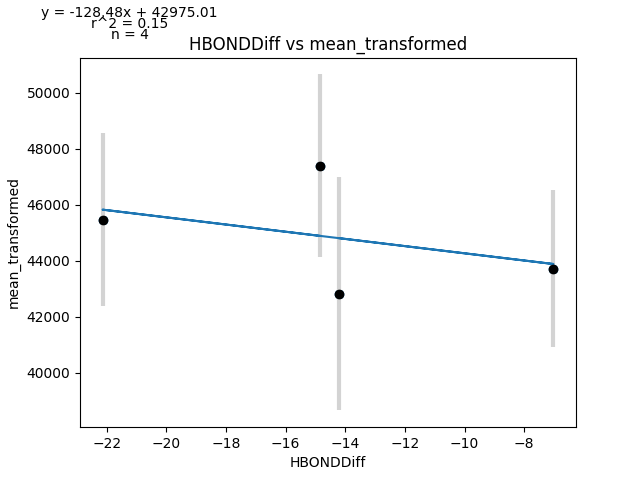 y = -128.48x + 42975.01
r^2 = 0.15
n = 4
HBONDDiff vs mean_transformed
mean_transformed
50000
48000
46000
44000
42000
40000
−22 −20 −18 −16 −14 −12 −10 −8
HBONDDiff